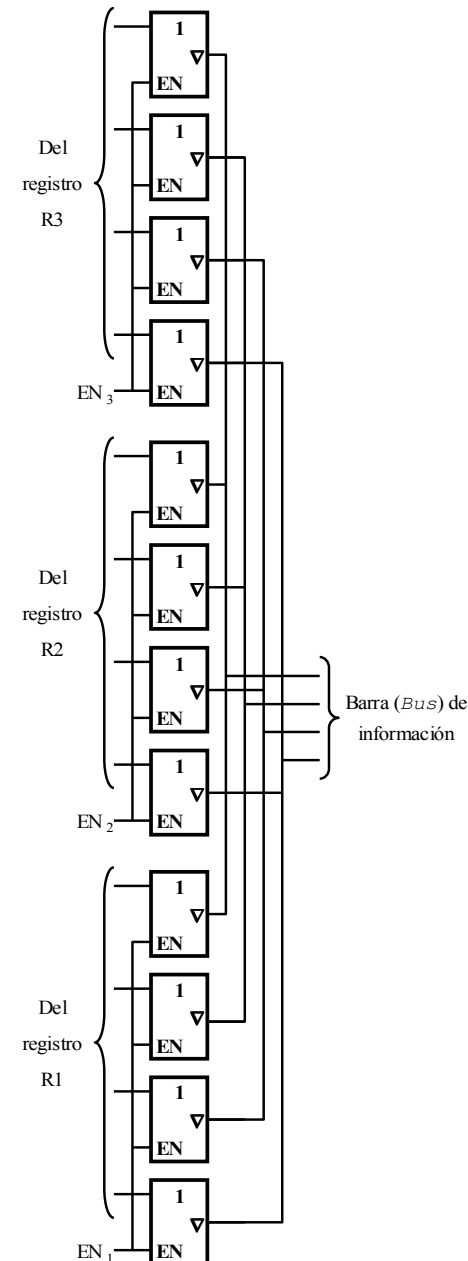 1
▽
EN
1
▽
Del
EN
registro
R3
1
▽
EN
1
▽
EN₃
EN
1
▽
EN
1
▽
Del
EN
registro
R2
1
▽
EN
Barra (Bus) de
información
1
▽
EN₂
EN
1
▽
EN
1
▽
Del
EN
registro
R1
1
▽
EN
1
▽
EN₁
EN